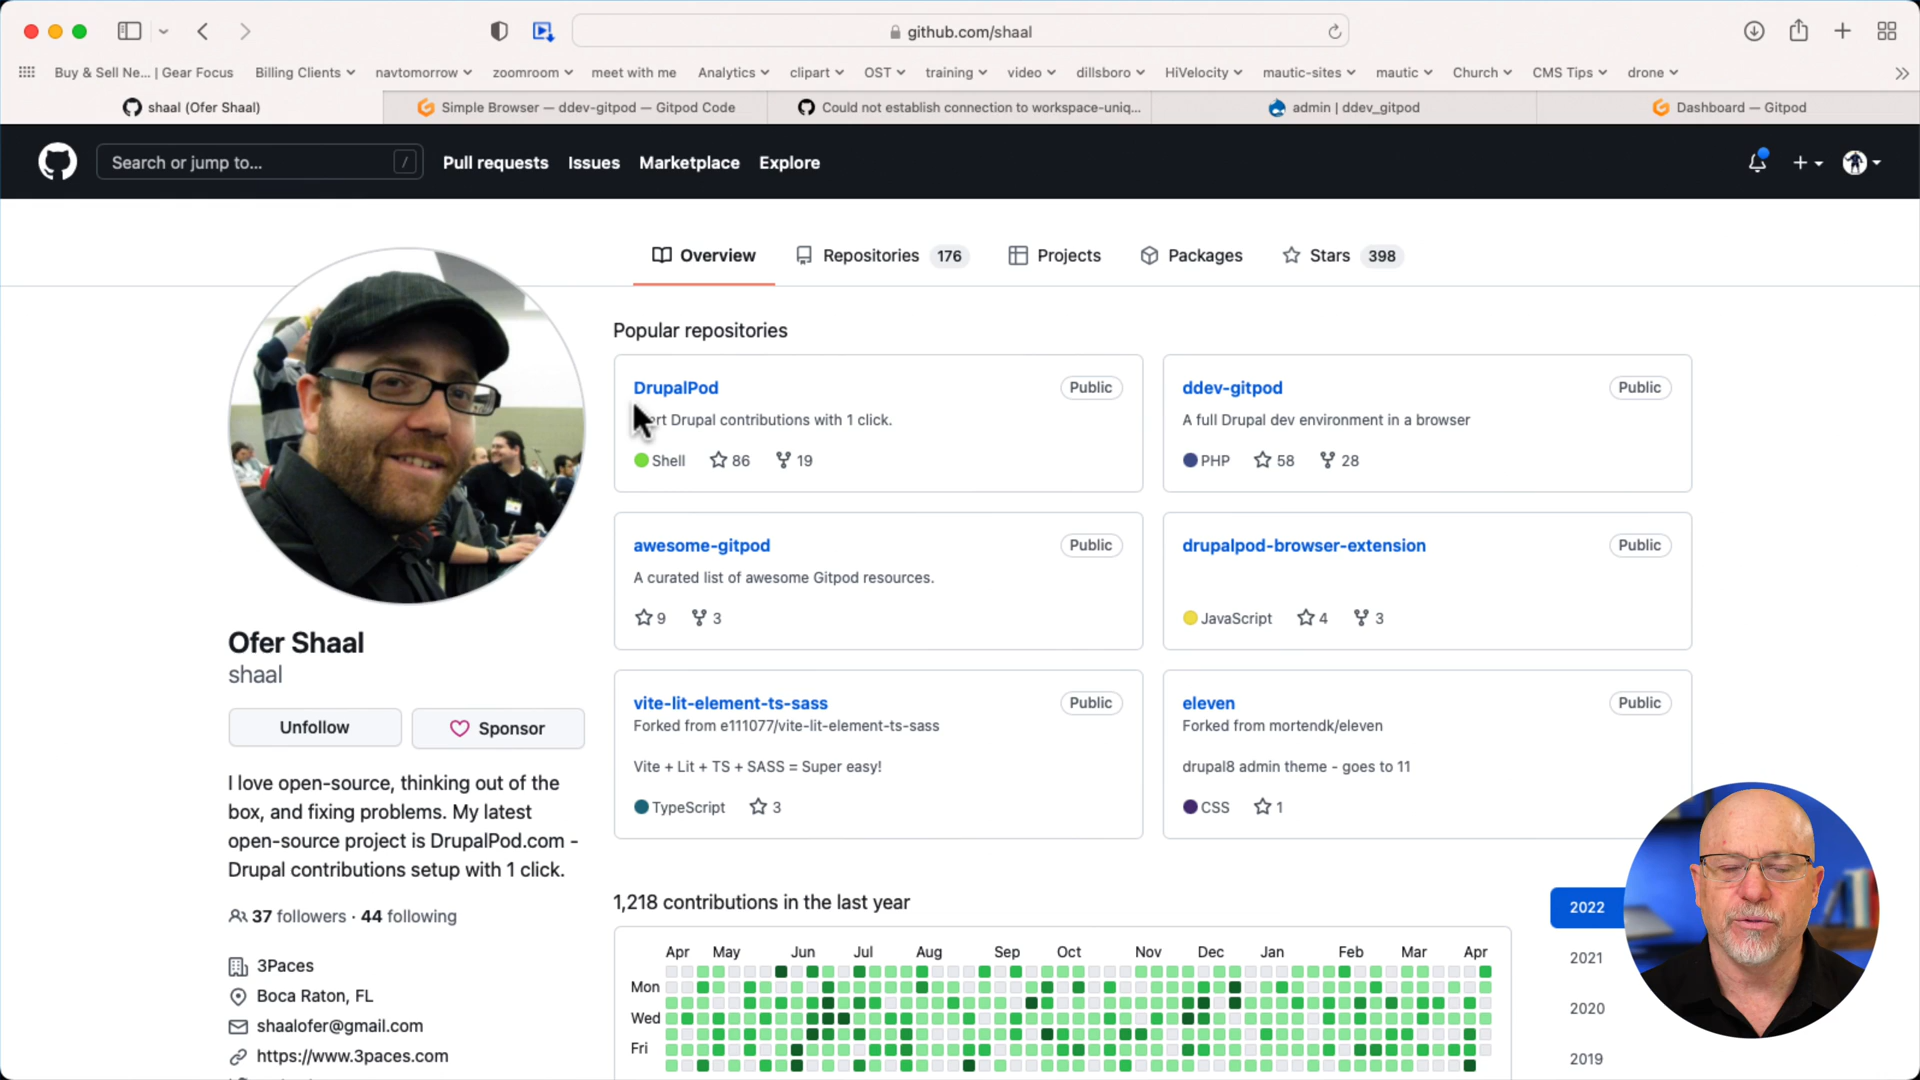 github.com/shaal
Buy & Sell Ne... | Gear Focus
Billing Clients
navtomorrow
zoomroom
meet with me
Analytics
clipart
OST
training
video
dillsboro
HiVelocity
mautic-sites
mautic
Church
CMS Tips
drone
shaal (Ofer Shaal)
Simple Browser — ddev-gitpod — Gitpod Code
Could not establish connection to workspace-uniq...
admin | ddev_gitpod
Dashboard — Gitpod
Search or jump to...
/
Pull requests
Issues
Marketplace
Explore
Overview
Repositories 176
Projects
Packages
Stars 398
Popular repositories
DrupalPod
Public
Drupal contributions with 1 click.
Shell 86 19
ddev-gitpod
Public
A full Drupal dev environment in a browser
PHP 58 28
awesome-gitpod
Public
A curated list of awesome Gitpod resources.
9 3
drupalpod-browser-extension
Public
JavaScript 4 3
vite-lit-element-ts-sass
Public
Forked from e111077/vite-lit-element-ts-sass
Vite + Lit + TS + SASS = Super easy!
TypeScript 3
eleven
Public
Forked from mortendk/eleven
drupal8 admin theme - goes to 11
CSS 1
Ofer Shaal
shaal
Unfollow
Sponsor
I love open-source, thinking out of the
box, and fixing problems. My latest
open-source project is DrupalPod.com -
Drupal contributions setup with 1 click.
37 followers · 44 following
3Paces
Boca Raton, FL
shaalofer@gmail.com
https://www.3paces.com
1,218 contributions in the last year
Apr May Jun Jul Aug Sep Oct Nov Dec Jan Feb Mar Apr
Mon
Wed
Fri
2022
2021
2020
2019